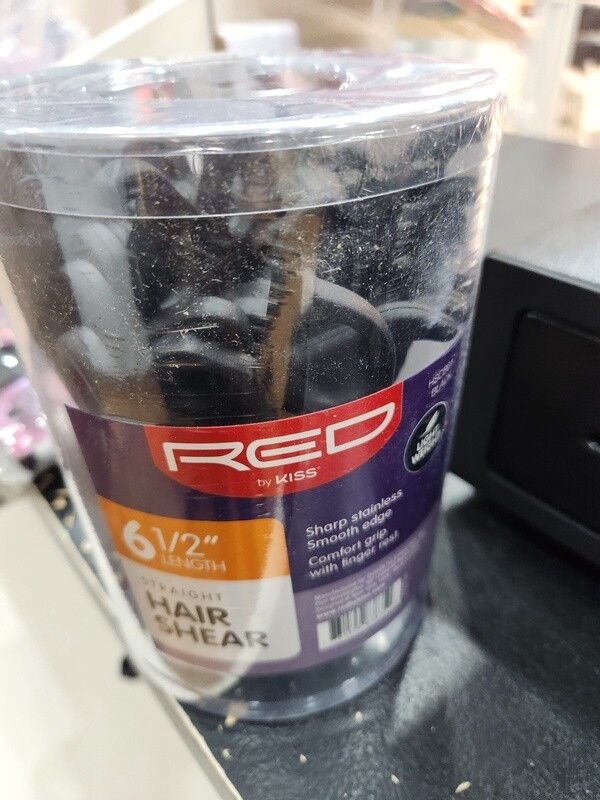 RED
by KISS
LIGHT
WEIGHT
6 1/2"
LENGTH
STRAIGHT
HAIR
SHEAR
Sharp stainless
Smooth edge
Comfort grip
with finger rest
BLACK